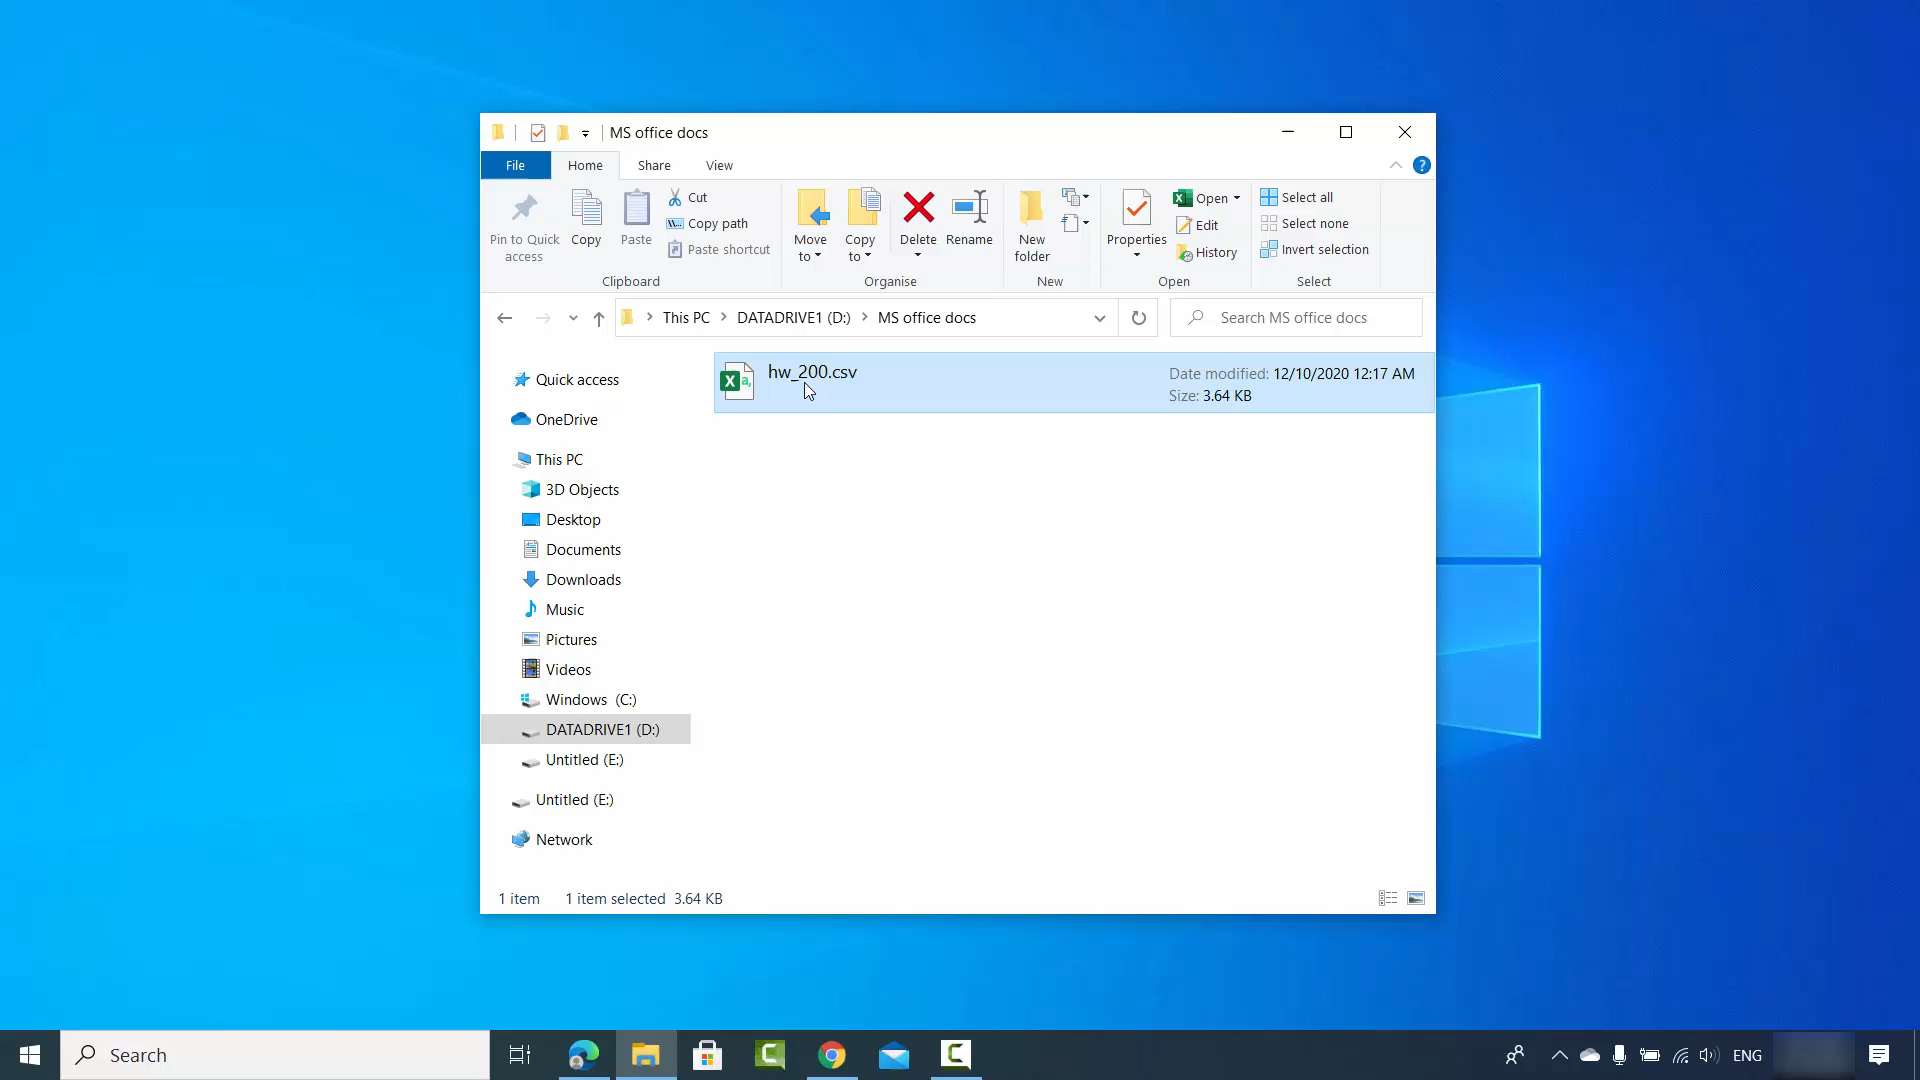 MS office docs
File Home Share View
Pin to Quick access
Copy
Paste
Cut
Copy path
Paste shortcut
Clipboard
Move to
Copy to
Delete
Rename
Organise
New folder
New
Properties
Open
Edit
History
Open
Select all
Select none
Invert selection
Select
This PC DATADRIVE1 (D:) MS office docs
Search MS office docs
Quick access
OneDrive
This PC
3D Objects
Desktop
Documents
Downloads
Music
Pictures
Videos
Windows (C:)
DATADRIVE1 (D:)
Untitled (E:)
Untitled (E:)
Network
hw_200.csv
Date modified: 12/10/2020 12:17 AM
Size: 3.64 KB
1 item 1 item selected 3.64 KB
Search
ENG